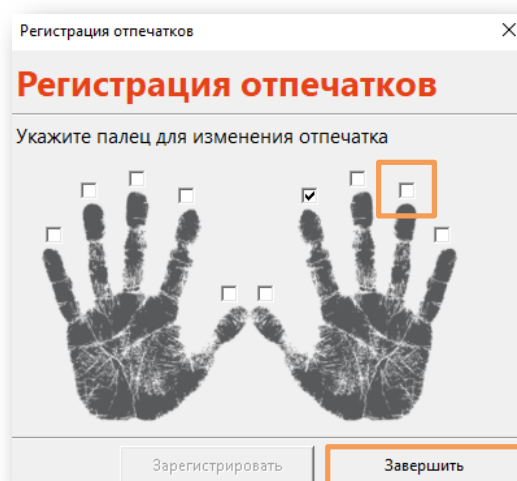 Регистрация отпечатков
Регистрация отпечатков
Укажите палец для изменения отпечатка
Зарегистрировать
Завершить